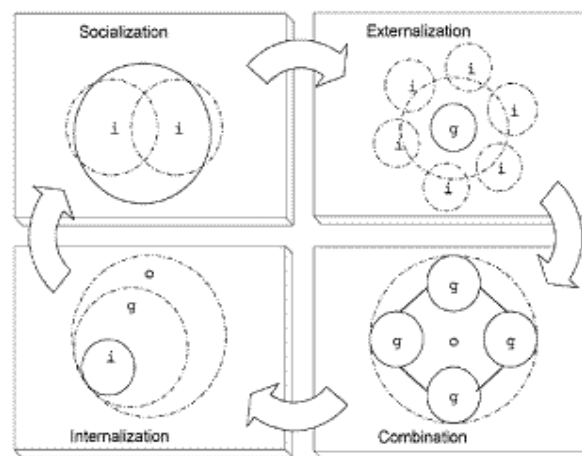 Socialization
i i
Externalization
i
i
i
g
i
i
i
o
g
i
Internalization
g
g o g
g
Combination